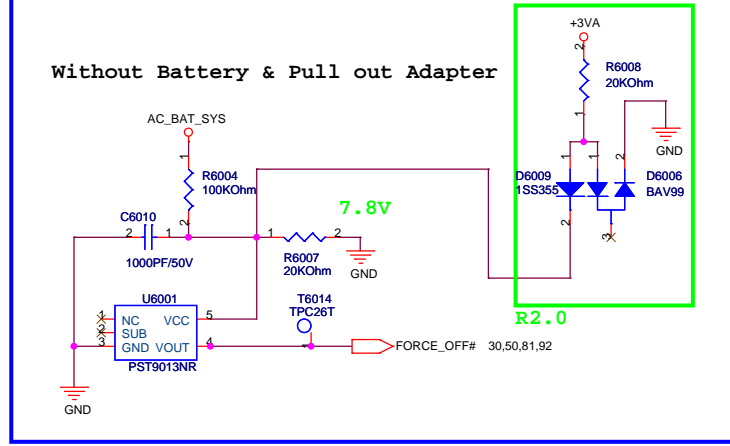 +3VA
2
R6008
20KOhm
Without Battery & Pull out Adapter
1
AC_BAT_SYS
GND
1
R6004
100KOhm
2
D6009
1SS355
1
1
2
D6006
BAV99
7.8V
C6010
2
1
1000PF/50V
1
2
R6007
20KOhm
GND
2
3
U6001
1
NC
VCC
5
2
SUB
3
GND
VOUT
4
PST9013NR
T6014
TPC26T
1
R2.0
FORCE_OFF# 30,50,81,92
GND